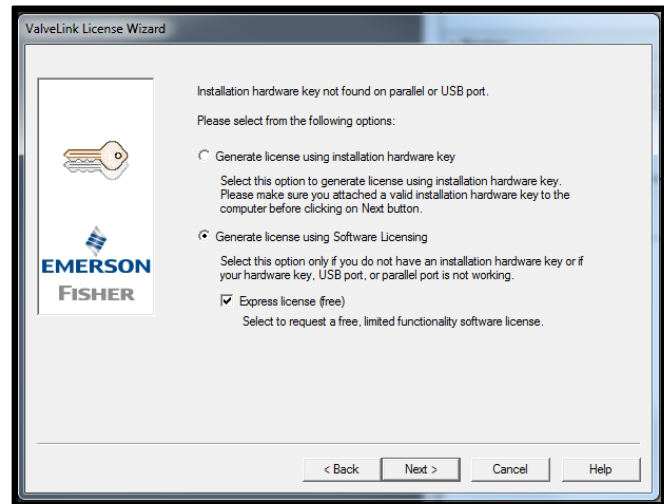 ValveLink License Wizard
Installation hardware key not found on parallel or USB port.
Please select from the following options:
Generate license using installation hardware key
Select this option to generate license using installation hardware key.
Please make sure you attached a valid installation hardware key to the
computer before clicking on Next button.
Generate license using Software Licensing
Select this option only if you do not have an installation hardware key or if
your hardware key, USB port, or parallel port is not working.
Express license (free)
Select to request a free, limited functionality software license.
EMERSON
FISHER
< Back
Next >
Cancel
Help